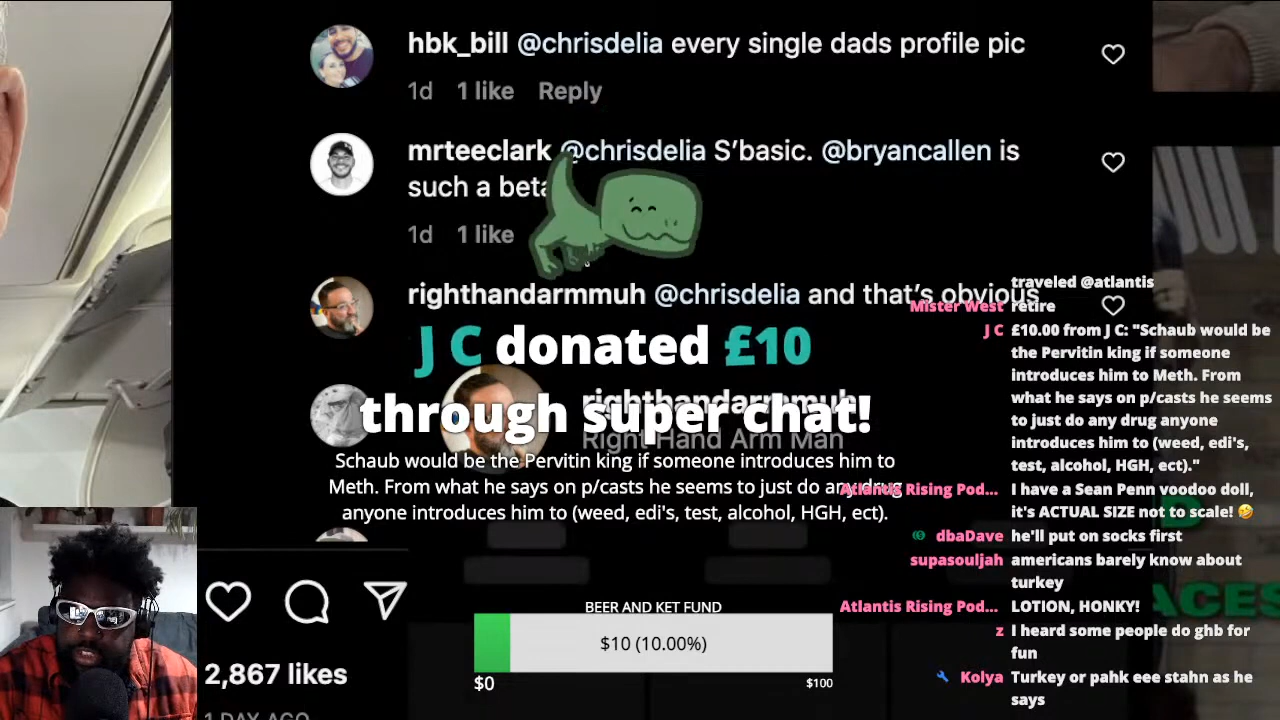 hbk_bill @chrisdelia every single dads profile pic
1d 1 like Reply
mrteeclark @chrisdelia S'basic. @bryancallen is
such a beta
1d 1 like
righthandarmmuh @chrisdelia and that's obvious
J C donated £10
through super chat!
righthandarmmuh
Right Hand Arm Man
Schaub would be the Pervitin king if someone introduces him to
Meth. From what he says on p/casts he seems to just do any drug
anyone introduces him to (weed, edi's, test, alcohol, HGH, ect).
2,867 likes
1 DAY AGO
BEER AND KET FUND
$10 (10.00%)
$0
$100
traveled @atlantis
Mister West retire
J C £10.00 from J C: "Schaub would be
the Pervitin king if someone
introduces him to Meth. From
what he says on p/casts he seems
to just do any drug anyone
introduces him to (weed, edi's,
test, alcohol, HGH, ect)."
Atlantis Rising Pod... I have a Sean Penn voodoo doll,
it's ACTUAL SIZE not to scale! 🤣
dbaDave he'll put on socks first
supasouljah americans barely know about
turkey
Atlantis Rising Pod... LOTION, HONKY!
z I heard some people do ghb for
fun
Kolya Turkey or pahk eee stahn as he
says
ACES